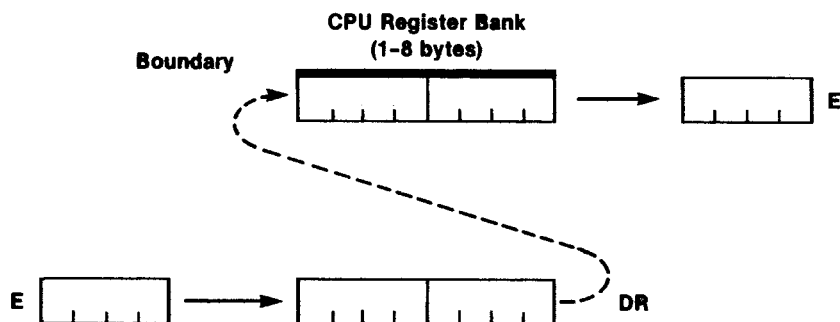 CPU Register Bank
(1-8 bytes)
Boundary
E
E
DR